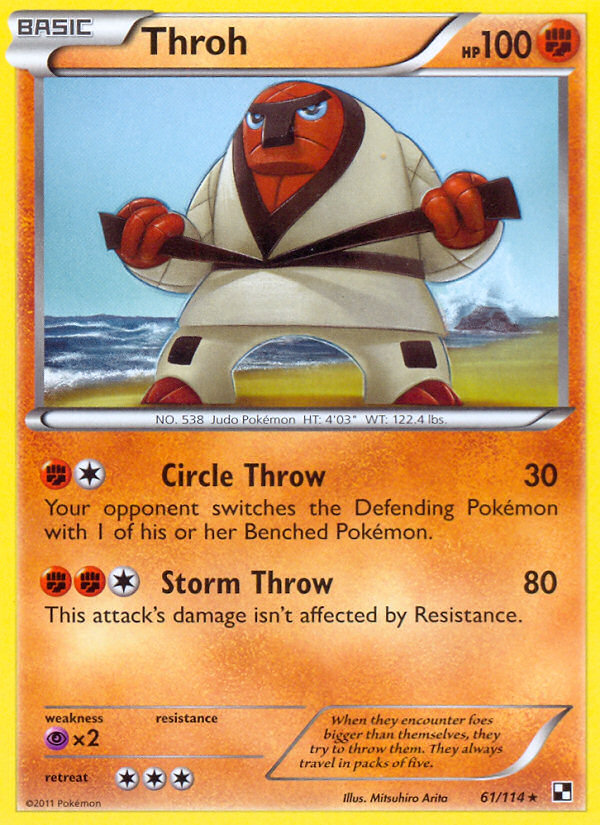 BASIC
Throh
HP100
NO. 538 Judo Pokémon HT: 4'03" WT: 122.4 lbs.
Circle Throw 30
Your opponent switches the Defending Pokémon
with 1 of his or her Benched Pokémon.
Storm Throw 80
This attack's damage isn't affected by Resistance.
weakness resistance
×2
retreat
When they encounter foes
bigger than themselves, they
try to throw them. They always
travel in packs of five.
©2011 Pokémon
Illus. Mitsuhiro Arita 61/114 ★